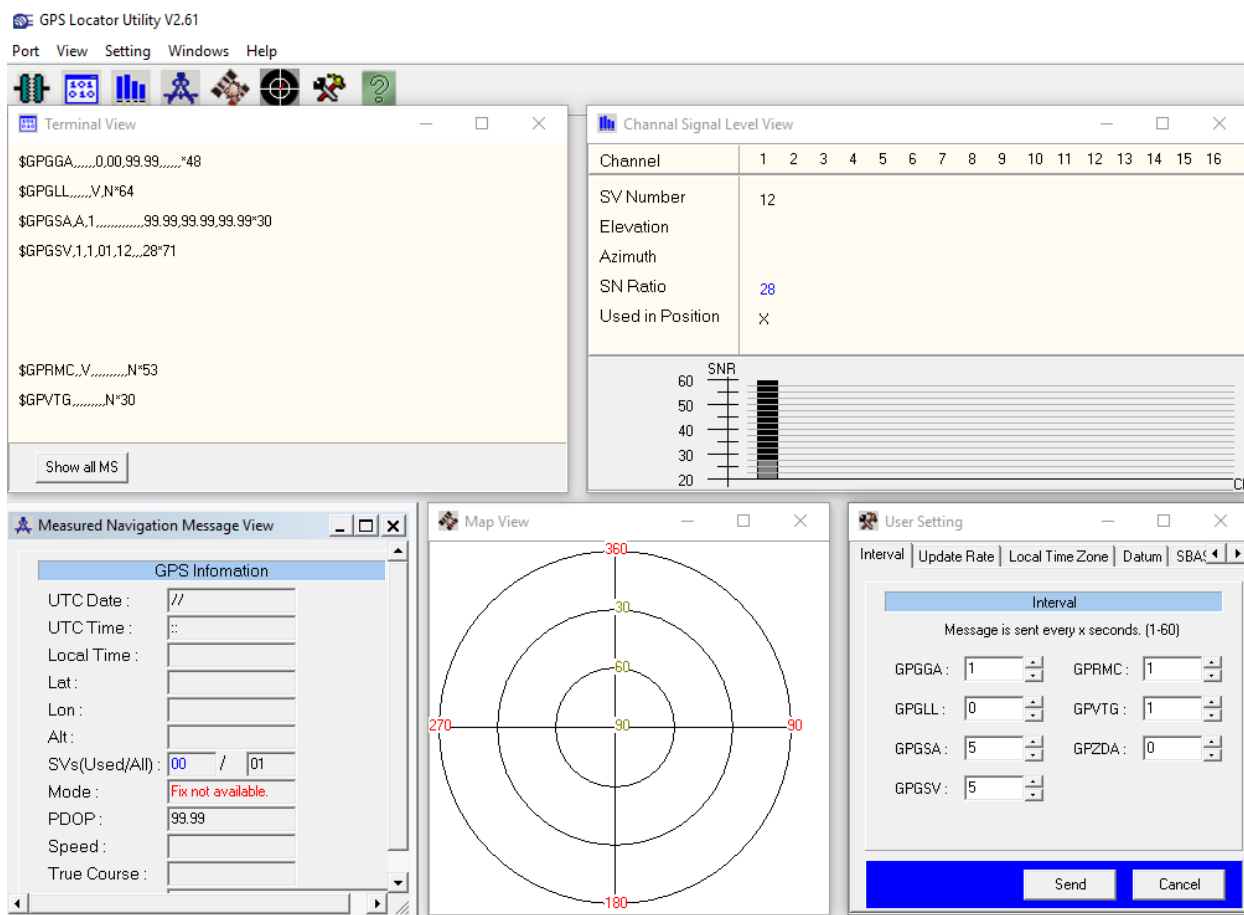 GPS Locator Utility V2.61
Port View Setting Windows Help
Terminal View
$GPGGA,,,,,,0,00,99.99,,,,,,*48
$GPGLL,,,,,V,N*64
$GPGSA,A,1,,,,,,,,,,,,,99.99,99.99,99.99*30
$GPGSV,1,1,01,12,,,28*71
$GPRMC,,V,,,,,,,,,,N*53
$GPVTG,,,,,,,,,N*30
Show all MS
Channal Signal Level View
Channel 1 2 3 4 5 6 7 8 9 10 11 12 13 14 15 16
SV Number 12
Elevation
Azimuth
SN Ratio 28
Used in Position X
SNR
60
50
40
30
20
Measured Navigation Message View
GPS Infomation
UTC Date : //
UTC Time : ::
Local Time :
Lat :
Lon :
Alt :
SVs(Used/All) : 00 / 01
Mode : Fix not available.
PDOP : 99.99
Speed :
True Course :
Map View
360
30
60
270 90 90
180
User Setting
Interval Update Rate Local Time Zone Datum SBAS
Interval
Message is sent every x seconds. (1-60)
GPGGA : 1 GPRMC : 1
GPGLL : 0 GPVTG : 1
GPGSA : 5 GPZDA : 0
GPGSV : 5
Send Cancel